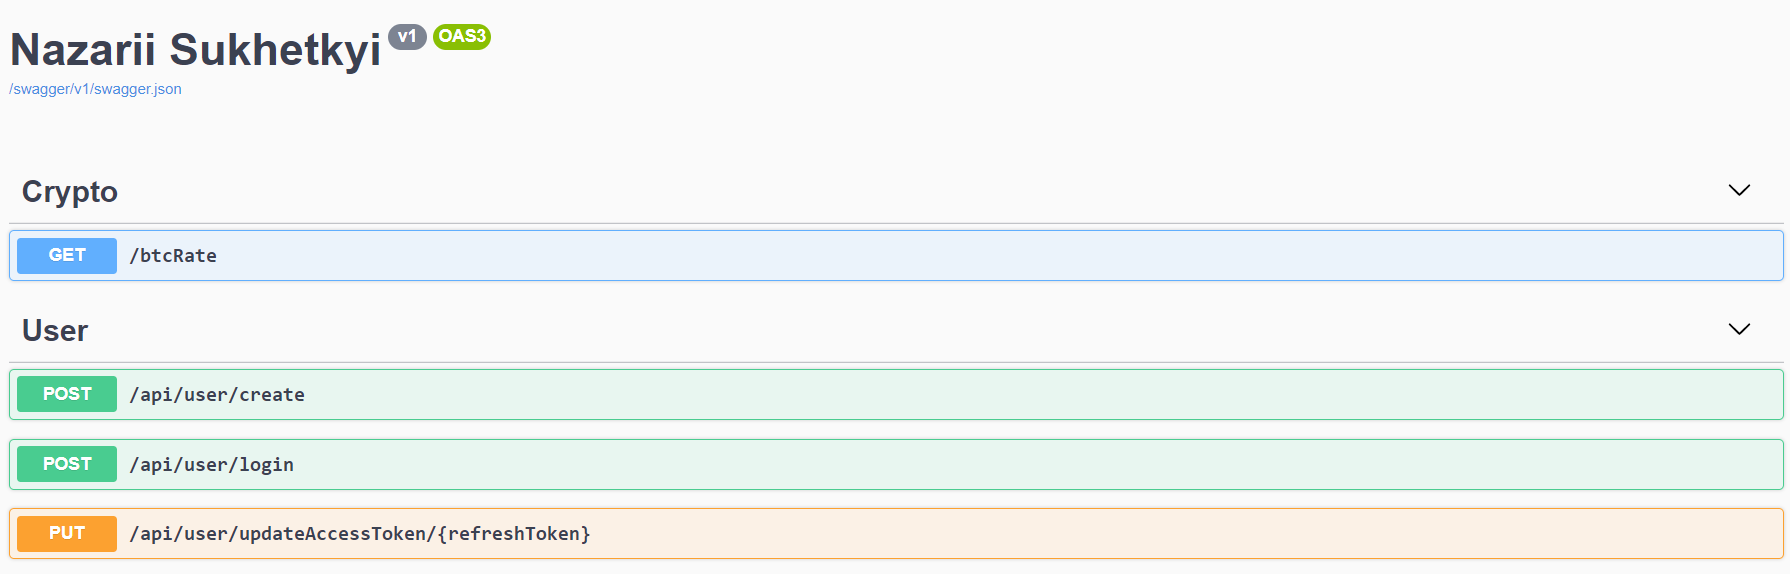 Nazarii Sukhetkyi v1 OAS3
/swagger/v1/swagger.json
Crypto
GET /btcRate
User
POST /api/user/create
POST /api/user/login
PUT /api/user/updateAccessToken/{refreshToken}